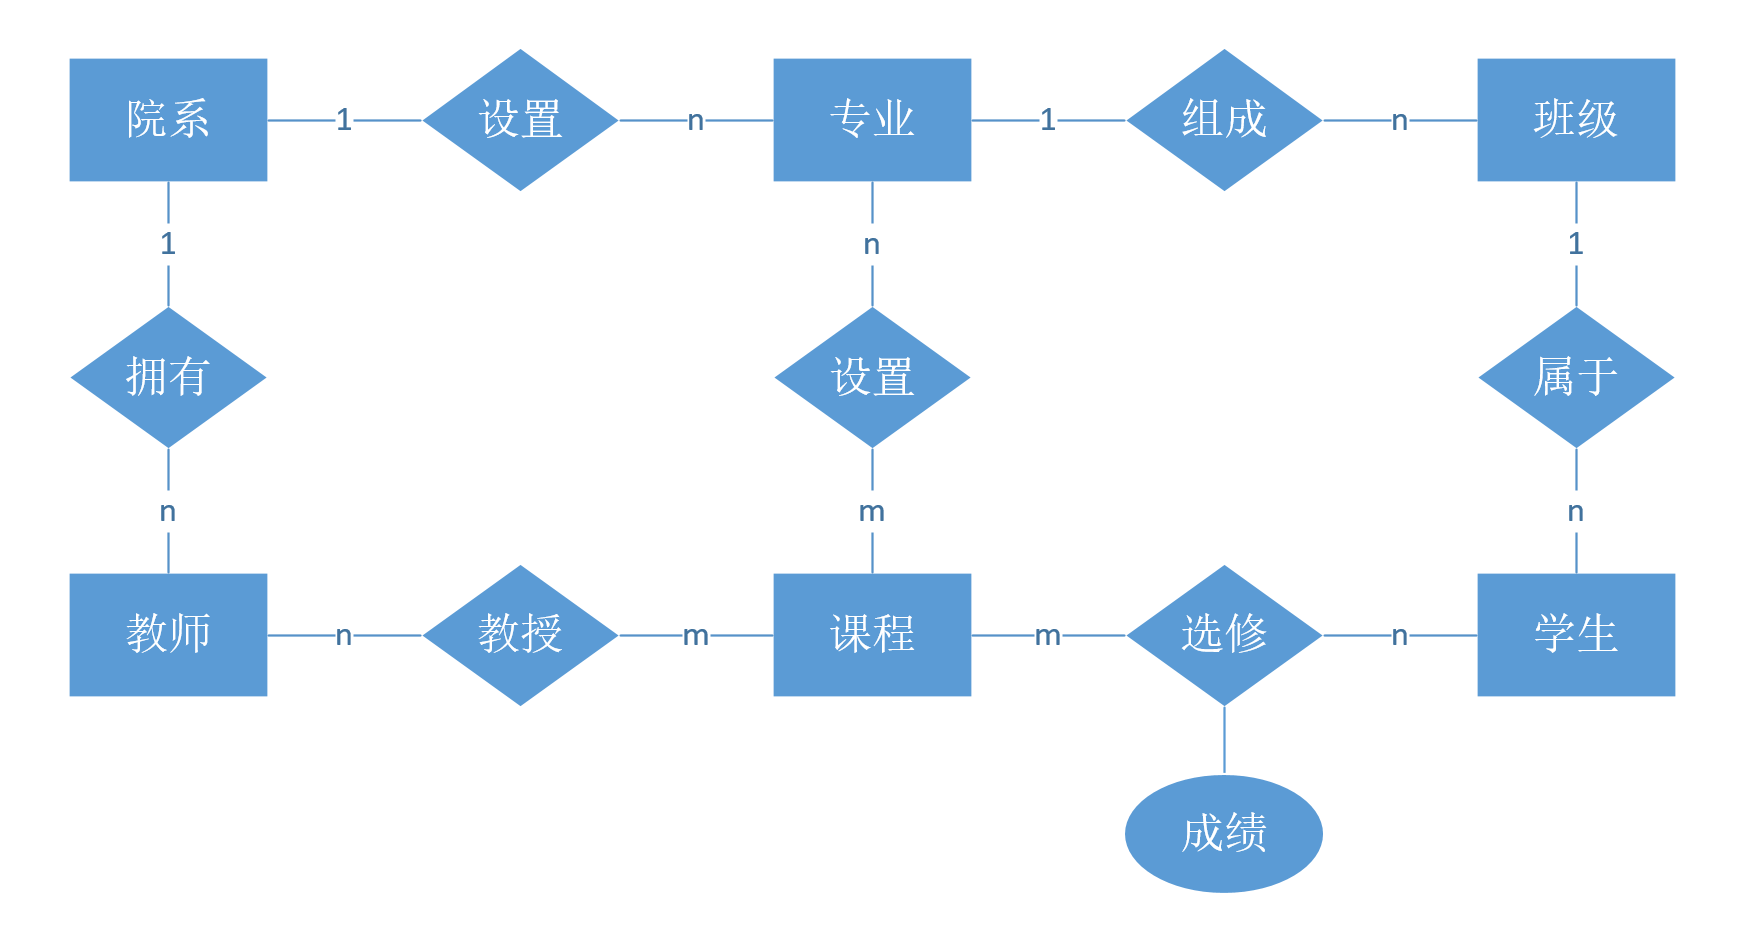 院系 1 设置 n 专业 1 组成 n 班级
1 n 1
拥有 设置 属于
n m n
教师 n 教授 m 课程 m 选修 n 学生
成绩